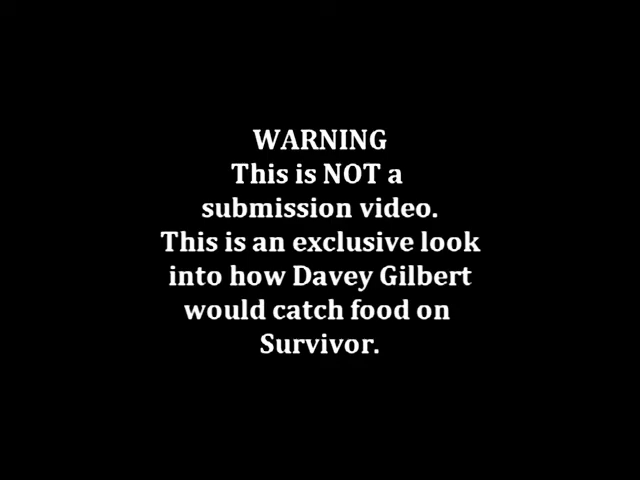 WARNING
This is NOT a
submission video.
This is an exclusive look
into how Davey Gilbert
would catch food on
Survivor.